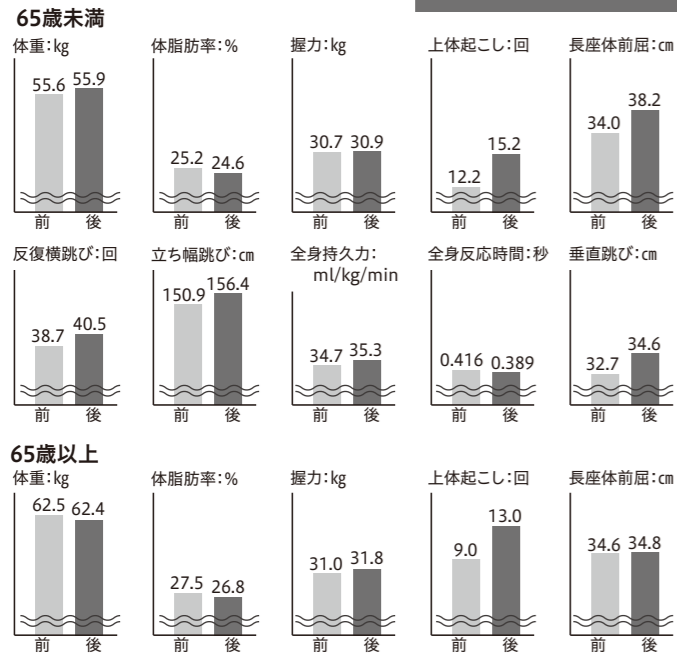 65歳未満
体重：kg
55.6 55.9
前 後
体脂肪率：％
25.2 24.6
前 後
握力：kg
30.7 30.9
前 後
上体起こし：回
12.2 15.2
前 後
長座体前屈：㎝
34.0 38.2
前 後
反復横跳び：回
38.7 40.5
前 後
立ち幅跳び：㎝
150.9 156.4
前 後
全身持久力：
ml/kg/min
34.7 35.3
前 後
全身反応時間：秒
0.416 0.389
前 後
垂直跳び：㎝
32.7 34.6
前 後
65歳以上
体重：kg
62.5 62.4
前 後
体脂肪率：％
27.5 26.8
前 後
握力：kg
31.0 31.8
前 後
上体起こし：回
9.0 13.0
前 後
長座体前屈：㎝
34.6 34.8
前 後